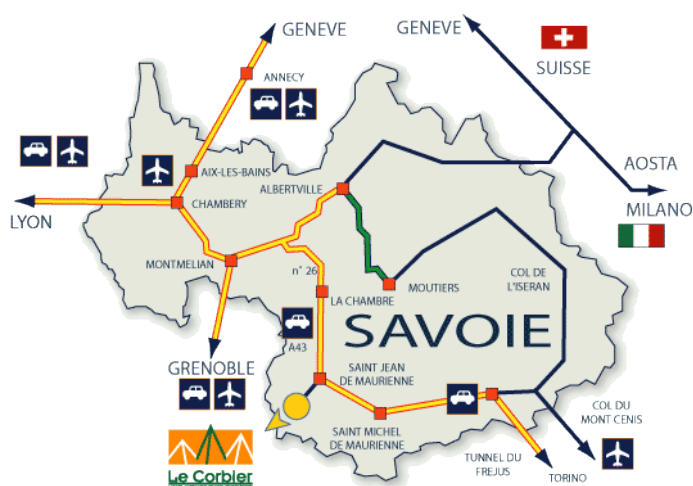 GENEVE
GENEVE
SUISSE
ANNECY
AIX-LES-BAINS
ALBERTVILLE
AOSTA
CHAMBERY
LYON
MILANO
MONTMELIAN
n° 26
COL DE
L'ISERAN
MOUTIERS
LA CHAMBRE
SAVOIE
A43
GRENOBLE
SAINT JEAN
DE MAURIENNE
COL DU
MONT CENIS
SAINT MICHEL
DE MAURIENNE
TUNNEL DU
FREJUS
TORINO
Le Corbier